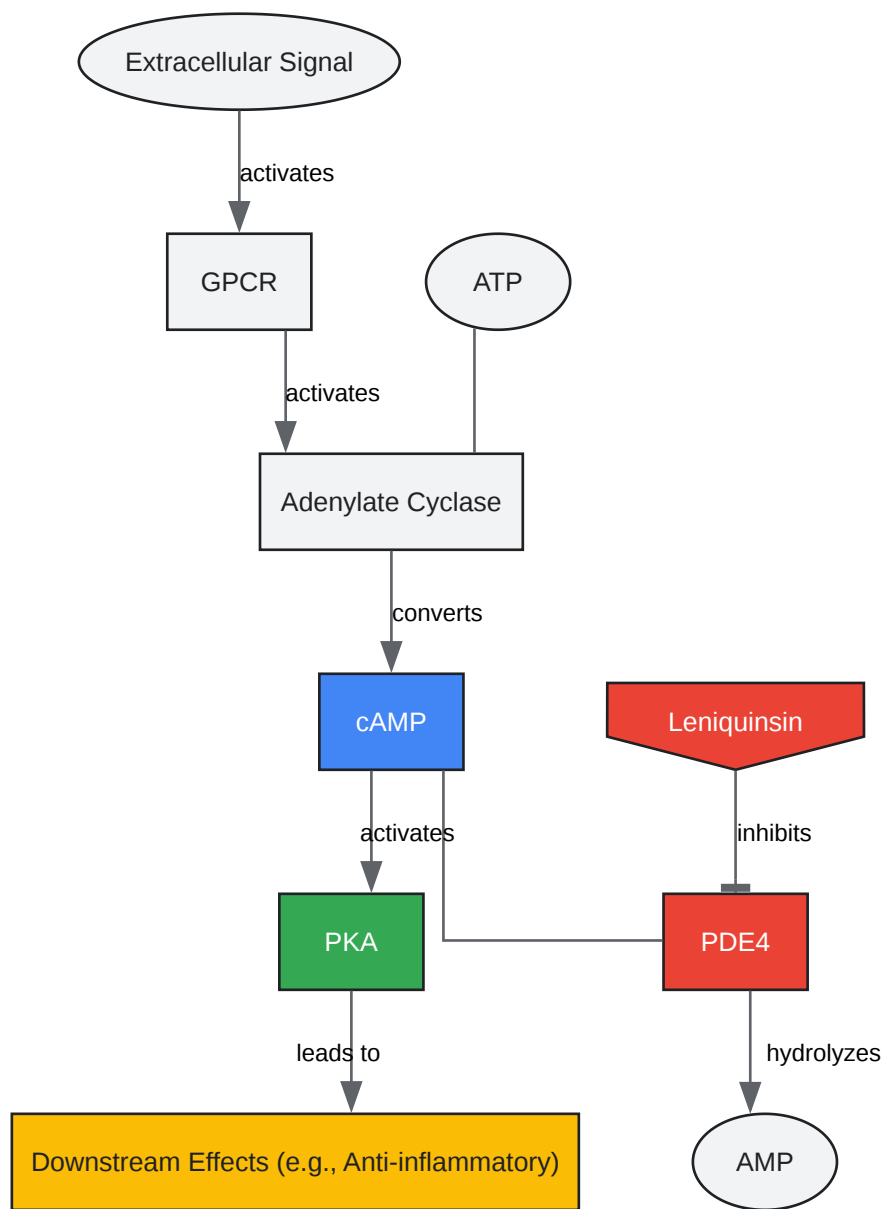 Extracellular Signal
activates
GPCR
ATP
activates
Adenylate Cyclase
converts
cAMP
Leniquinsin
activates
inhibits
PKA
PDE4
leads to
hydrolyzes
Downstream Effects (e.g., Anti-inflammatory)
AMP